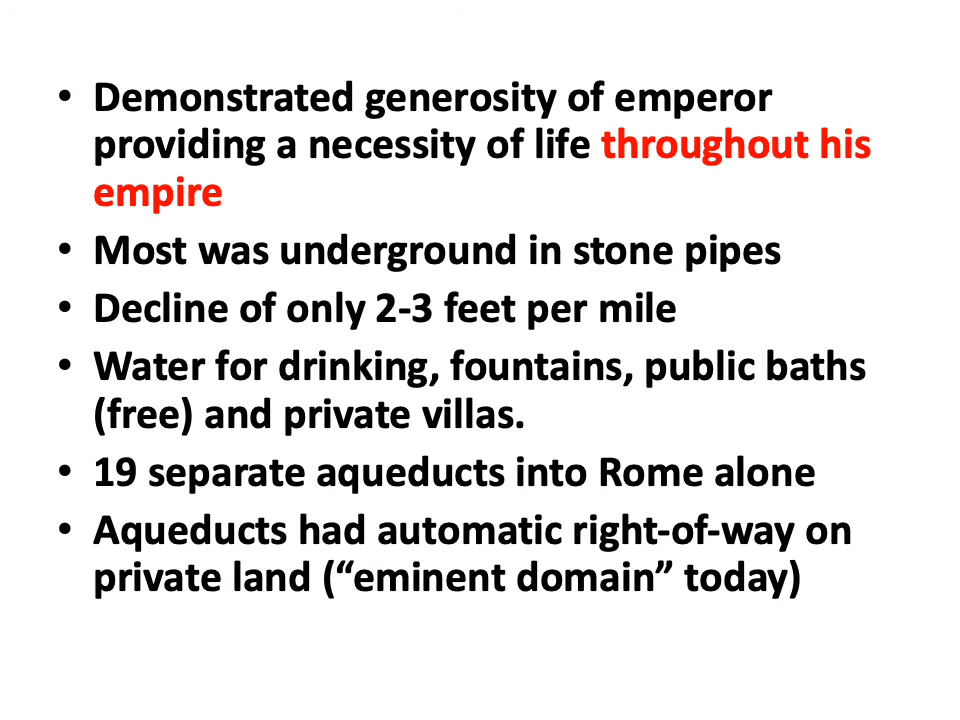 • Demonstrated generosity of emperor
providing a necessity of life throughout his
empire
• Most was underground in stone pipes
• Decline of only 2-3 feet per mile
• Water for drinking, fountains, public baths
(free) and private villas.
• 19 separate aqueducts into Rome alone
• Aqueducts had automatic right-of-way on
private land (“eminent domain” today)